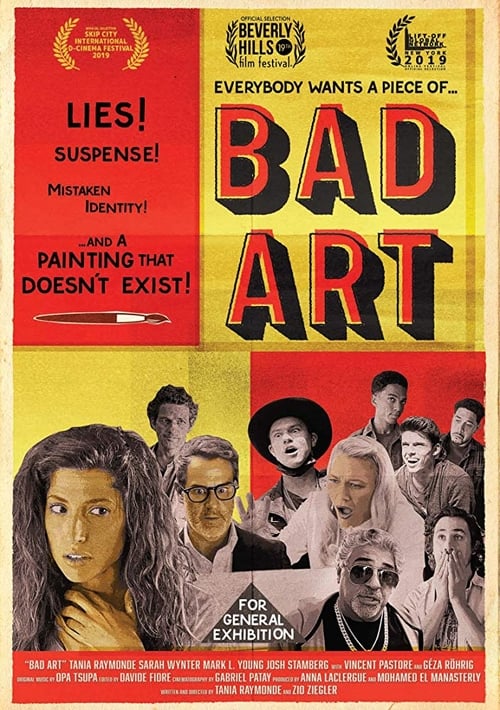 OFFICIAL SELECTION
SKIP CITY
INTERNATIONAL
D-CINEMA FESTIVAL
2019
OFFICIAL SELECTION
BEVERLY
HILLS 19TH
film festival.
LIFT-OFF
NEW YORK
2019
EVERYBODY WANTS A PIECE OF...
BAD
ART
LIES!
SUSPENSE!
MISTAKEN
IDENTITY!
...AND A
PAINTING THAT
DOESN'T EXIST!
FOR
GENERAL
EXHIBITION
"BAD ART" TANIA RAYMONDE SARAH WYNTER MARK L. YOUNG JOSH STAMBERG WITH VINCENT PASTORE AND GÉZA RÖHRIG
ORIGINAL MUSIC BY OPA TSUPA EDITED BY DAVIDE FIORE CINEMATOGRAPHY BY GABRIEL PATAY PRODUCED BY ANNA LACLERGUE AND MOHAMED EL MANASTERLY
WRITTEN AND DIRECTED BY TANIA RAYMONDE AND ZIO ZIEGLER